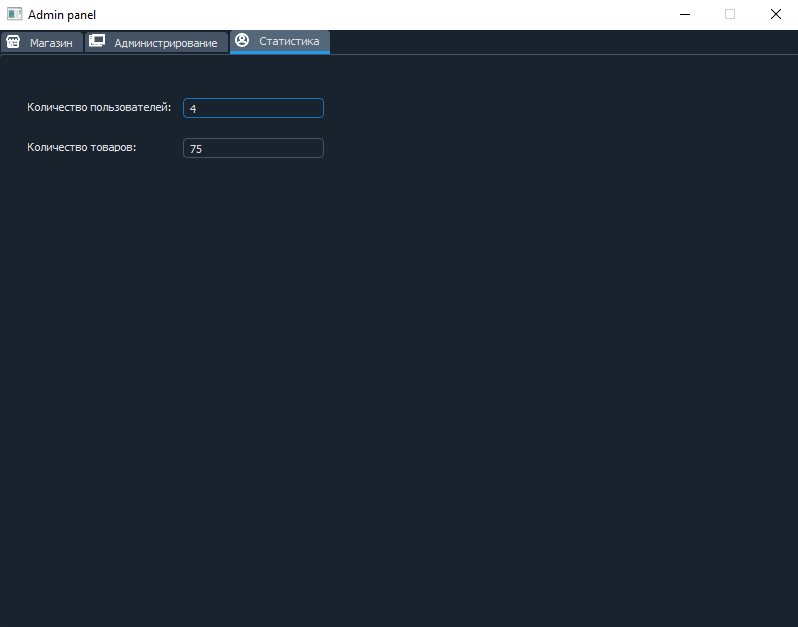 Admin panel
Магазин Администрирование Статистика
Количество пользователей: 4
Количество товаров: 75